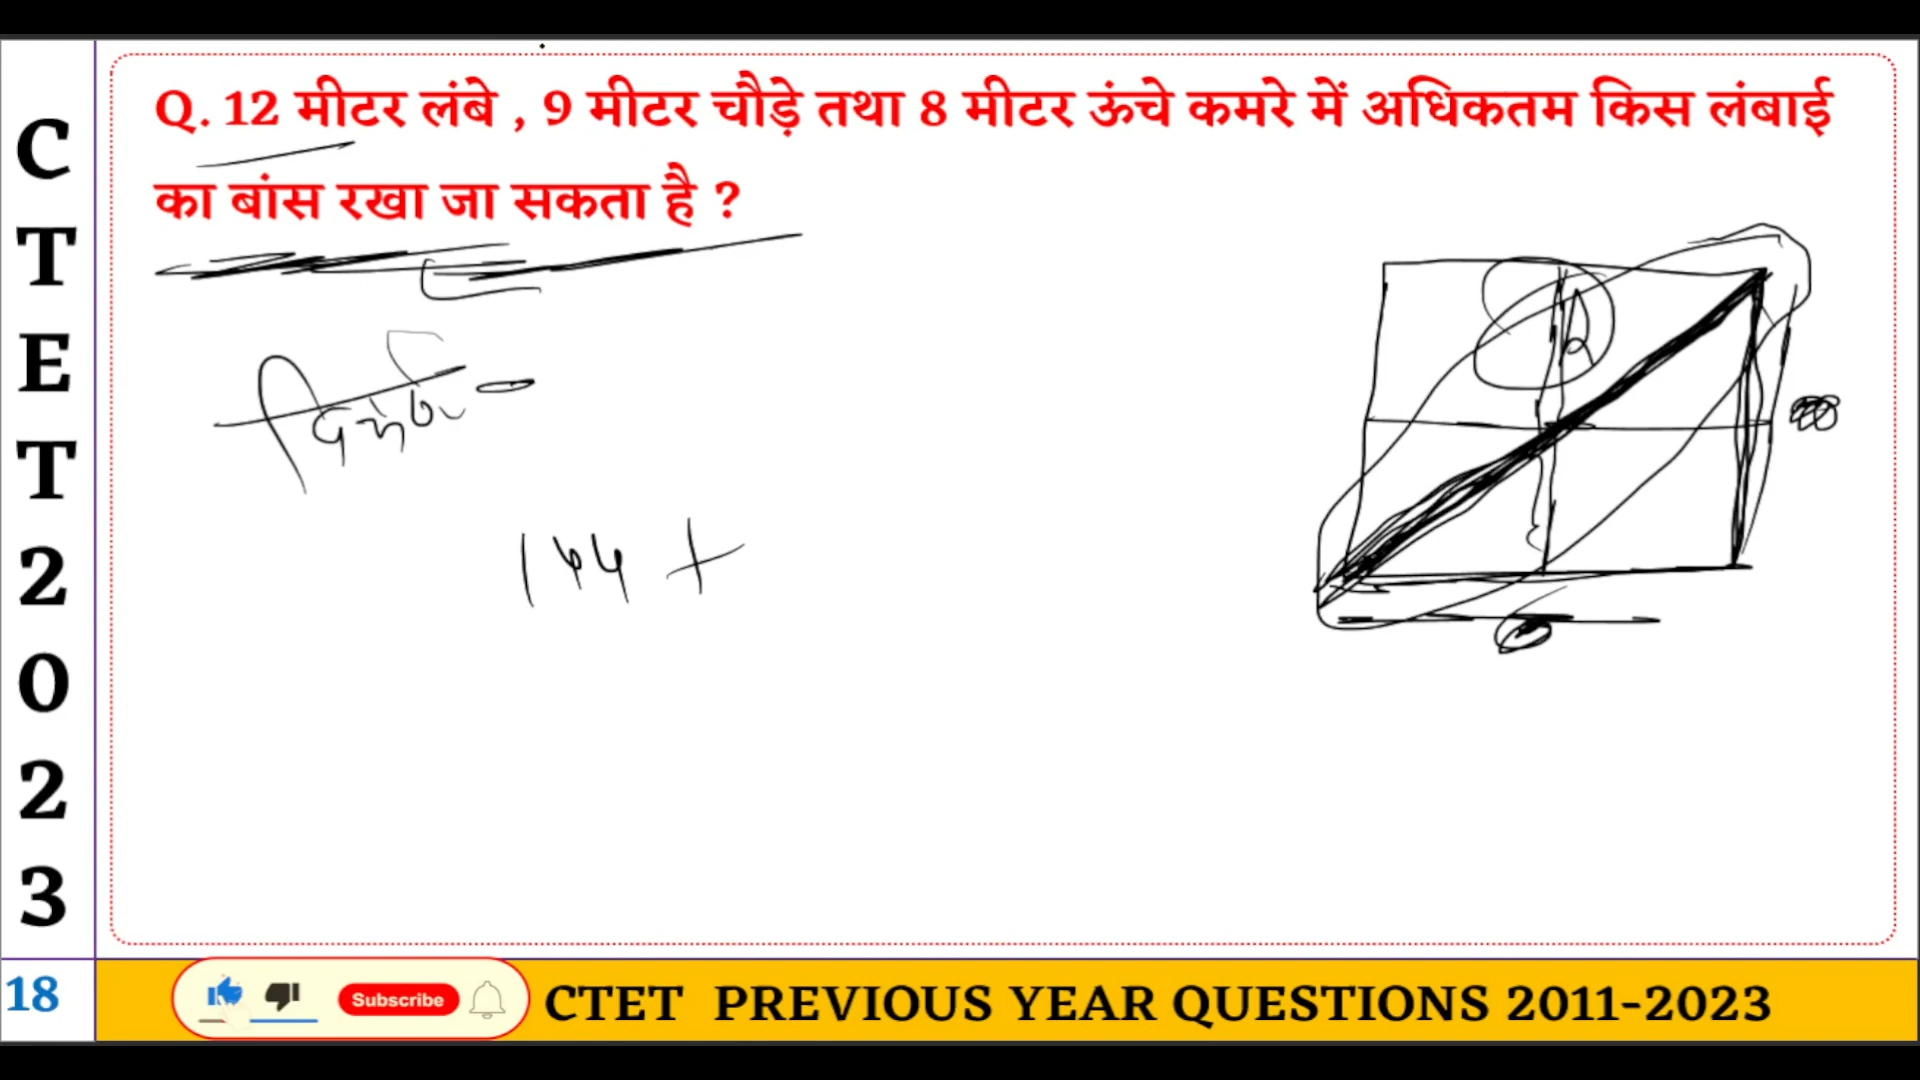 Q. 12 मीटर लंबे , 9 मीटर चौड़े तथा 8 मीटर ऊंचे कमरे में अधिकतम किस लंबाई
का बांस रखा जा सकता है ?
144 +
C
T
E
T
2
0
2
3
18
Subscribe
CTET PREVIOUS YEAR QUESTIONS 2011-2023